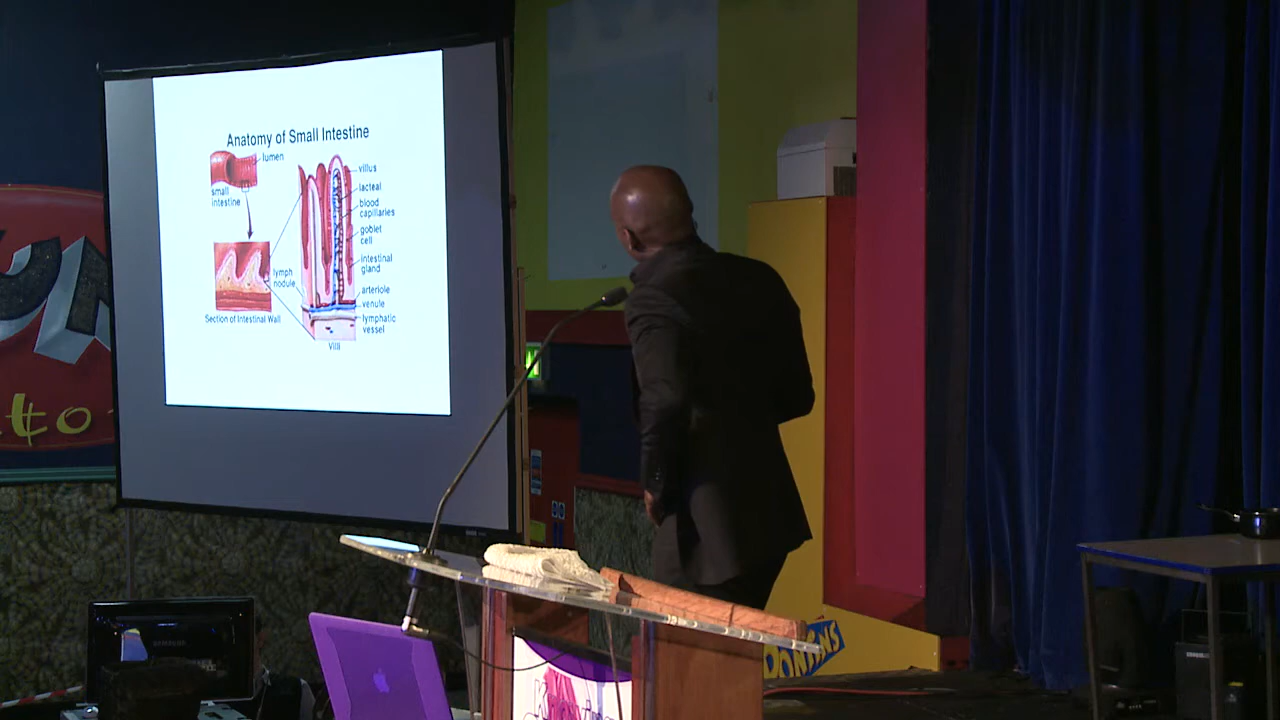 Anatomy of Small Intestine
lumen
small
intestine
villus
lacteal
blood
capillaries
goblet
cell
intestinal
gland
lymph
nodule
arteriole
venule
lymphatic
vessel
Section of Intestinal Wall
Villi
SAMSUNG